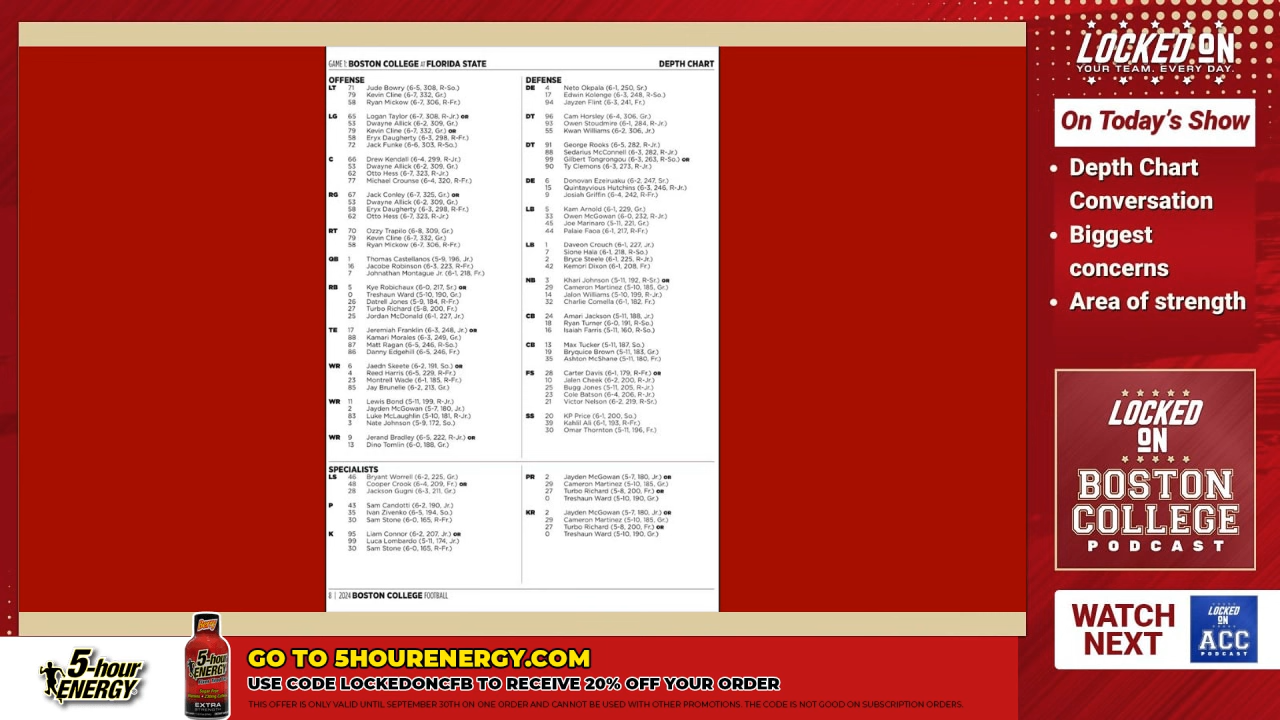 GAME 1: BOSTON COLLEGE at FLORIDA STATE
DEPTH CHART
OFFENSE
LT 71 Jude Bowry (6-5, 308, R-So.)
79 Kevin Cline (6-7, 332, Gr.)
58 Ryan Mickow (6-7, 306, R-Fr.)
LG 65 Logan Taylor (6-7, 308, R-Jr.) OR
53 Dwayne Allick (6-2, 309, Gr.)
79 Kevin Cline (6-7, 332, Gr.) OR
58 Eryx Daugherty (6-3, 298, R-Fr.)
72 Jack Funke (6-6, 303, R-So.)
C 66 Drew Kendall (6-4, 299, R-Jr.)
53 Dwayne Allick (6-2, 309, Gr.)
62 Otto Hess (6-7, 323, R-Jr.)
77 Michael Crounse (6-4, 320, R-Fr.)
RG 67 Jack Conley (6-7, 325, Gr.) OR
53 Dwayne Allick (6-2, 309, Gr.)
58 Eryx Daugherty (6-3, 298, R-Fr.)
62 Otto Hess (6-7, 323, R-Jr.)
RT 70 Ozzy Trapilo (6-8, 309, Gr.)
79 Kevin Cline (6-7, 332, Gr.)
58 Ryan Mickow (6-7, 306, R-Fr.)
QB 1 Thomas Castellanos (5-9, 196, Jr.)
16 Jacobe Robinson (6-3, 223, R-Fr.)
7 Johnathan Montague Jr. (6-1, 218, Fr.)
RB 5 Kye Robichaux (6-0, 217, Sr.) OR
0 Treshaun Ward (5-10, 190, Gr.)
26 Datrell Jones (5-9, 184, R-Fr.)
27 Turbo Richard (5-8, 200, Fr.)
25 Jordan McDonald (6-1, 227, Jr.)
TE 17 Jeremiah Franklin (6-3, 248, Jr.) OR
88 Kamari Morales (6-3, 249, Gr.)
87 Matt Ragan (6-5, 246, R-So.)
86 Danny Edgehill (6-5, 246, Fr.)
WR 6 Jaedn Skeete (6-2, 191, So.) OR
4 Reed Harris (6-5, 229, R-Fr.)
23 Montrell Wade (6-1, 185, R-Fr.)
85 Jay Brunelle (6-2, 213, Gr.)
WR 11 Lewis Bond (5-11, 199, R-Jr.)
2 Jayden McGowan (5-7, 180, Jr.)
83 Luke McLaughlin (5-10, 181, R-Jr.)
3 Nate Johnson (5-9, 172, So.)
WR 9 Jerand Bradley (6-5, 222, R-Jr.) OR
13 Dino Tomlin (6-0, 188, Gr.)
DEFENSE
DE 4 Neto Okpala (6-1, 250, Sr.)
17 Edwin Kolenge (6-3, 248, R-So.)
94 Jayzen Flint (6-3, 241, Fr.)
DT 96 Cam Horsley (6-4, 306, Gr.)
93 Owen Stoudmire (6-1, 284, R-Jr.)
55 Kwan Williams (6-2, 306, Jr.)
DT 91 George Rooks (6-5, 282, R-Jr.)
88 Sedarius McConnell (6-3, 282, R-Jr.)
99 Gilbert Tongrongou (6-3, 263, R-So.) OR
90 Ty Clemons (6-3, 273, R-Jr.)
DE 6 Donovan Ezeiruaku (6-2, 247, Sr.)
15 Quintayvious Hutchins (6-3, 246, R-Jr.)
9 Josiah Griffin (6-4, 242, R-Fr.)
LB 5 Kam Arnold (6-1, 229, Gr.)
33 Owen McGowan (6-0, 232, R-Jr.)
45 Joe Marinaro (5-11, 221, Gr.)
44 Palaie Faoa (6-1, 217, R-Fr.)
LB 1 Daveon Crouch (6-1, 227, Jr.)
7 Sione Hala (6-1, 218, R-So.)
2 Bryce Steele (6-1, 225, R-Jr.)
42 Kemori Dixon (6-1, 208, Fr.)
NB 3 Khari Johnson (5-11, 192, R-Sr.) OR
29 Cameron Martinez (5-10, 185, Gr.)
14 Jalon Williams (5-10, 199, R-Jr.)
32 Charlie Comella (6-1, 182, Fr.)
CB 24 Amari Jackson (5-11, 188, Jr.)
18 Ryan Turner (6-0, 191, R-So.)
16 Isaiah Farris (5-11, 160, R-So.)
CB 13 Max Tucker (5-11, 187, So.)
19 Bryquice Brown (5-11, 183, Gr.)
35 Ashton McShane (5-11, 180, Fr.)
FS 28 Carter Davis (6-1, 179, R-Fr.) OR
10 Jalen Cheek (6-2, 200, R-Jr.)
25 Bugg Jones (5-11, 205, R-Jr.)
23 Cole Batson (6-4, 206, R-Jr.)
21 Victor Nelson (6-2, 219, R-Sr.)
SS 20 KP Price (6-1, 200, So.)
39 Kahlil Ali (6-1, 193, R-Fr.)
30 Omar Thornton (5-11, 196, Fr.)
SPECIALISTS
LS 46 Bryant Worrell (6-2, 225, Gr.)
48 Cooper Crook (6-4, 209, Fr.) OR
28 Jackson Gugni (6-3, 211, Gr.)
P 43 Sam Candotti (6-2, 190, Jr.)
35 Ivan Zivenko (6-5, 194, So.)
30 Sam Stone (6-0, 165, R-Fr.)
K 95 Liam Connor (6-2, 207, Jr.) OR
99 Luca Lombardo (5-11, 174, Jr.)
30 Sam Stone (6-0, 165, R-Fr.)
PR 2 Jayden McGowan (5-7, 180, Jr.) OR
29 Cameron Martinez (5-10, 185, Gr.)
27 Turbo Richard (5-8, 200, Fr.) OR
0 Treshaun Ward (5-10, 190, Gr.)
KR 2 Jayden McGowan (5-7, 180, Jr.) OR
29 Cameron Martinez (5-10, 185, Gr.)
27 Turbo Richard (5-8, 200, Fr.) OR
0 Treshaun Ward (5-10, 190, Gr.)
8 | 2024 BOSTON COLLEGE FOOTBALL
LOCKED ON
YOUR TEAM. EVERY DAY.
On Today's Show
• Depth Chart
Conversation
• Biggest
concerns
• Area of strength
LOCKED
ON
BOSTON
COLLEGE
PODCAST
WATCH
NEXT
LOCKED
ON
ACC
PODCAST
5-hour
ENERGY
Berry
5-hour
ENERGY
EXTRA
STRENGTH
GO TO 5HOURENERGY.COM
USE CODE LOCKEDONCFB TO RECEIVE 20% OFF YOUR ORDER
THIS OFFER IS ONLY VALID UNTIL SEPTEMBER 30TH ON ONE ORDER AND CANNOT BE USED WITH OTHER PROMOTIONS. THE CODE IS NOT GOOD ON SUBSCRIPTION ORDERS.